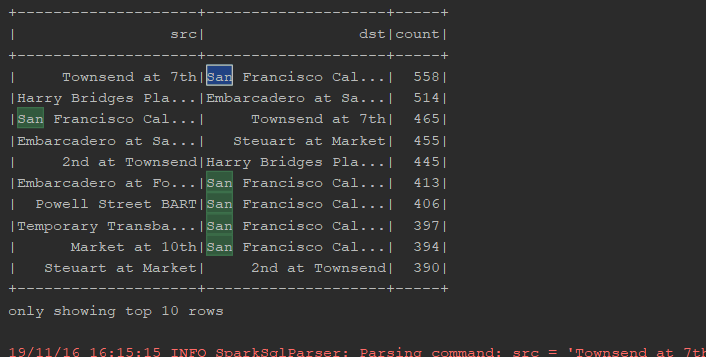 +--------------------+--------------------+-----+
|                 src|                 dst|count|
+--------------------+--------------------+-----+
|     Townsend at 7th|San Francisco Cal...|  558|
|Harry Bridges Pla...|Embarcadero at Sa...|  514|
|San Francisco Cal...|     Townsend at 7th|  465|
|Embarcadero at Sa...|   Steuart at Market|  455|
|     2nd at Townsend|Harry Bridges Pla...|  445|
|Embarcadero at Fo...|San Francisco Cal...|  413|
|  Powell Street BART|San Francisco Cal...|  406|
|Temporary Transba...|San Francisco Cal...|  397|
|      Market at 10th|San Francisco Cal...|  394|
|   Steuart at Market|     2nd at Townsend|  390|
+--------------------+--------------------+-----+
only showing top 10 rows
19/11/16 16:15:15 INFO SparkSqlParser: Parsing command: src = 'Townsend at 7th